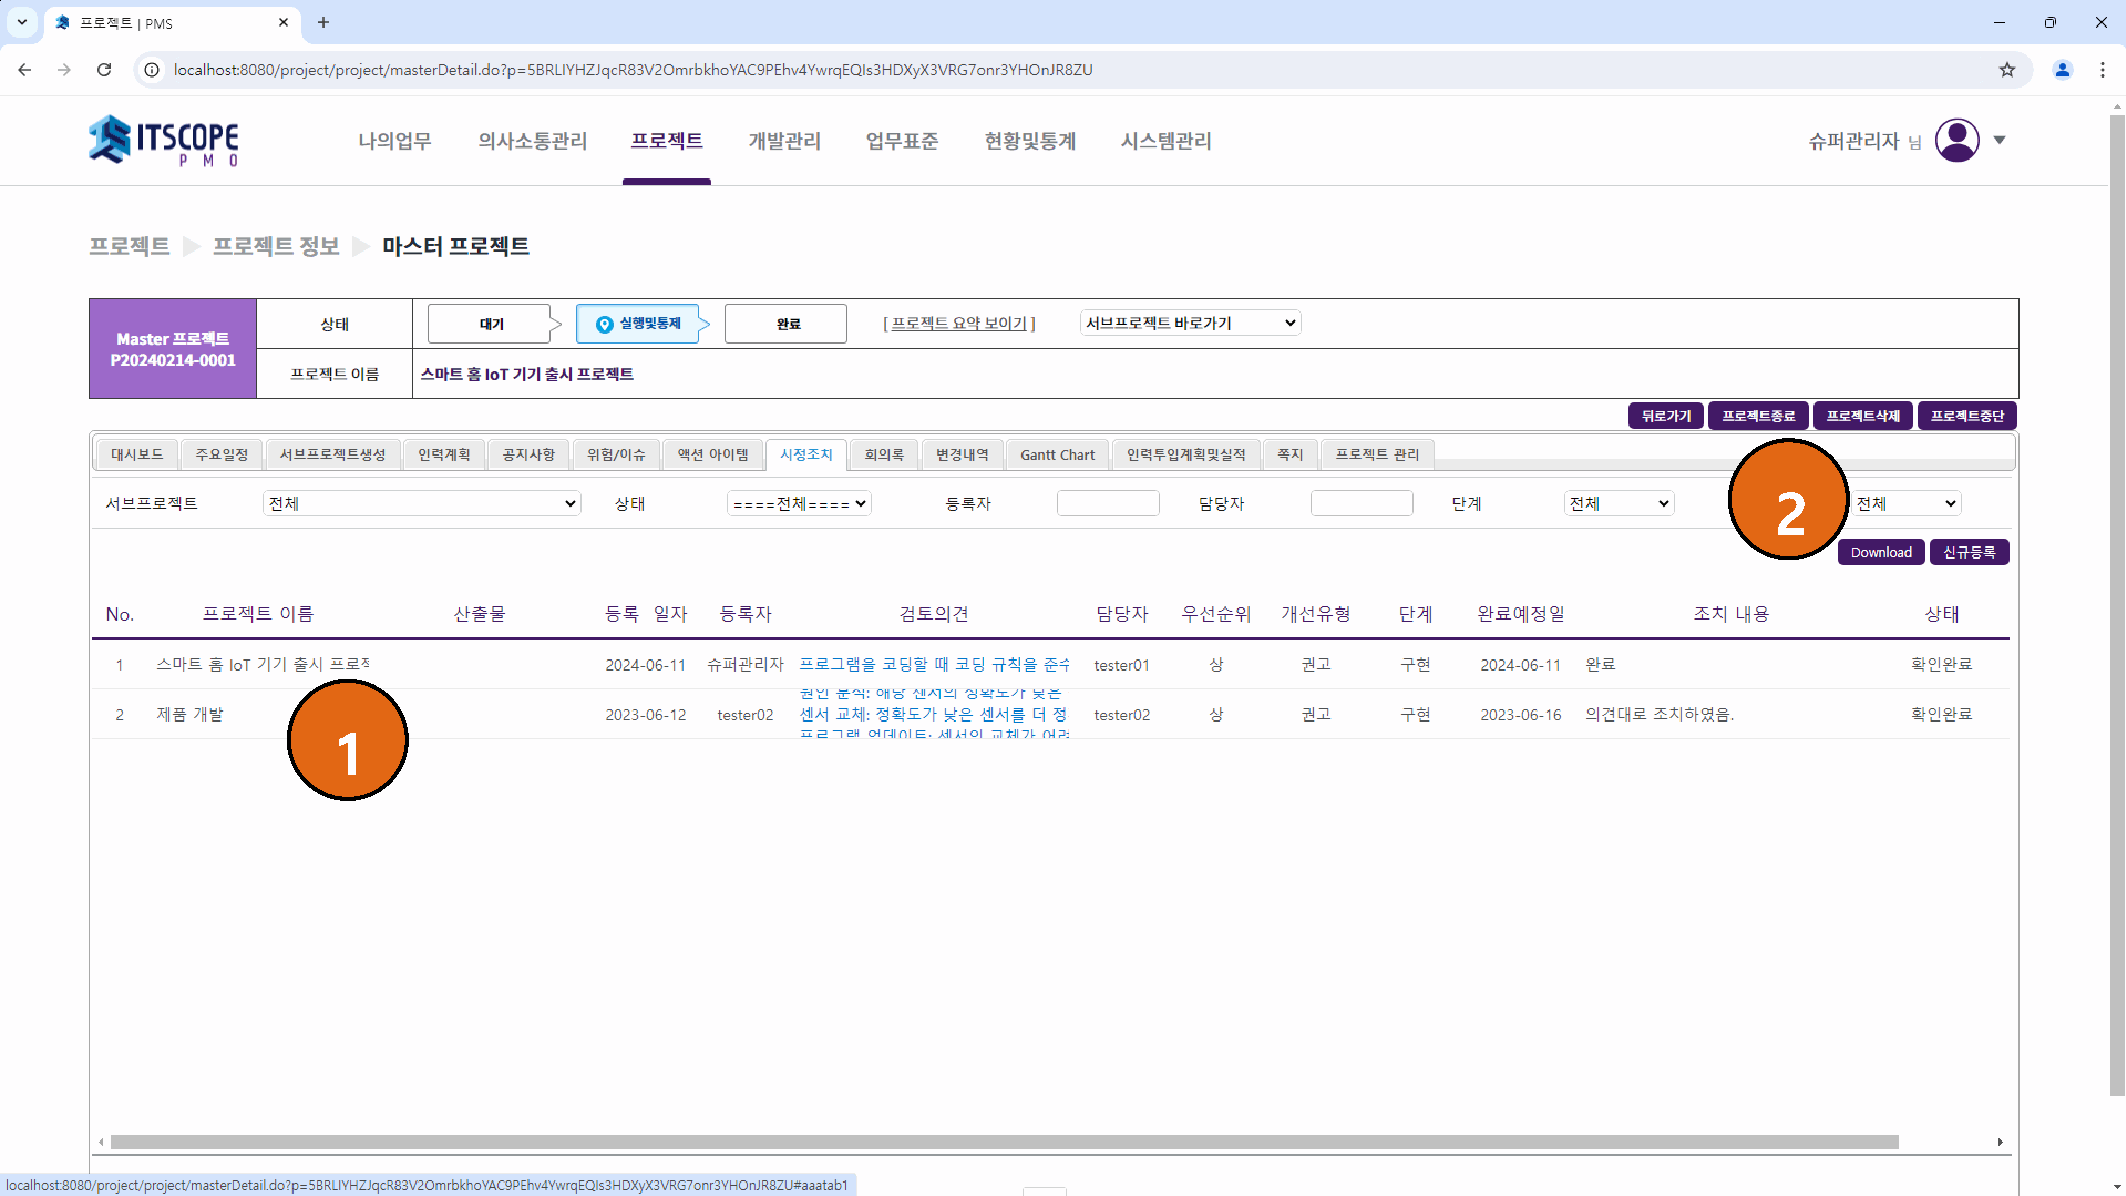 프로젝트 | PMS
localhost:8080/project/project/masterDetail.do?p=5BRLIYHZJqcR83V2OmrbkhoYAC9PEhv4YwrqEQIs3HDXyX3VRG7onr3YHOnJR8ZU
ITSCOPE
PMO
나의업무 의사소통관리 프로젝트 개발관리 업무표준 현황및통계 시스템관리 슈퍼관리자 님
프로젝트 프로젝트 정보 마스터 프로젝트
Master 프로젝트
P20240214-0001
상태 대기 실행및통제 완료 [ 프로젝트 요약 보이기 ] 서브프로젝트 바로가기
프로젝트 이름 스마트 홈 IoT 기기 출시 프로젝트
뒤로가기 프로젝트종료 프로젝트삭제 프로젝트중단
대시보드 주요일정 서브프로젝트생성 인력계획 공지사항 위험/이슈 액션 아이템 시정조치 회의록 변경내역 Gantt Chart 인력투입계획및실적 쪽지 프로젝트 관리
서브프로젝트 전체 상태 ====전체==== 등록자 담당자 단계 전체 2 전체
Download 신규등록
No. 프로젝트 이름 산출물 등록 일자 등록자 검토의견 담당자 우선순위 개선유형 단계 완료예정일 조치 내용 상태
1 스마트 홈 IoT 기기 출시 프로젝 2024-06-11 슈퍼관리자 프로그램을 코딩할 때 코딩 규칙을 준수 tester01 상 권고 구현 2024-06-11 완료 확인완료
원인 분석: 해당 센서의 정확도가 낮은
2 제품 개발 2023-06-12 tester02 센서 교체: 정확도가 낮은 센서를 더 정 tester02 상 권고 구현 2023-06-16 의견대로 조치하였음. 확인완료
프로그램 업데이트: 센서의 교체가 어려
1
localhost:8080/project/project/masterDetail.do?p=5BRLIYHZJqcR83V2OmrbkhoYAC9PEhv4YwrqEQIs3HDXyX3VRG7onr3YHOnJR8ZU#aaatab1